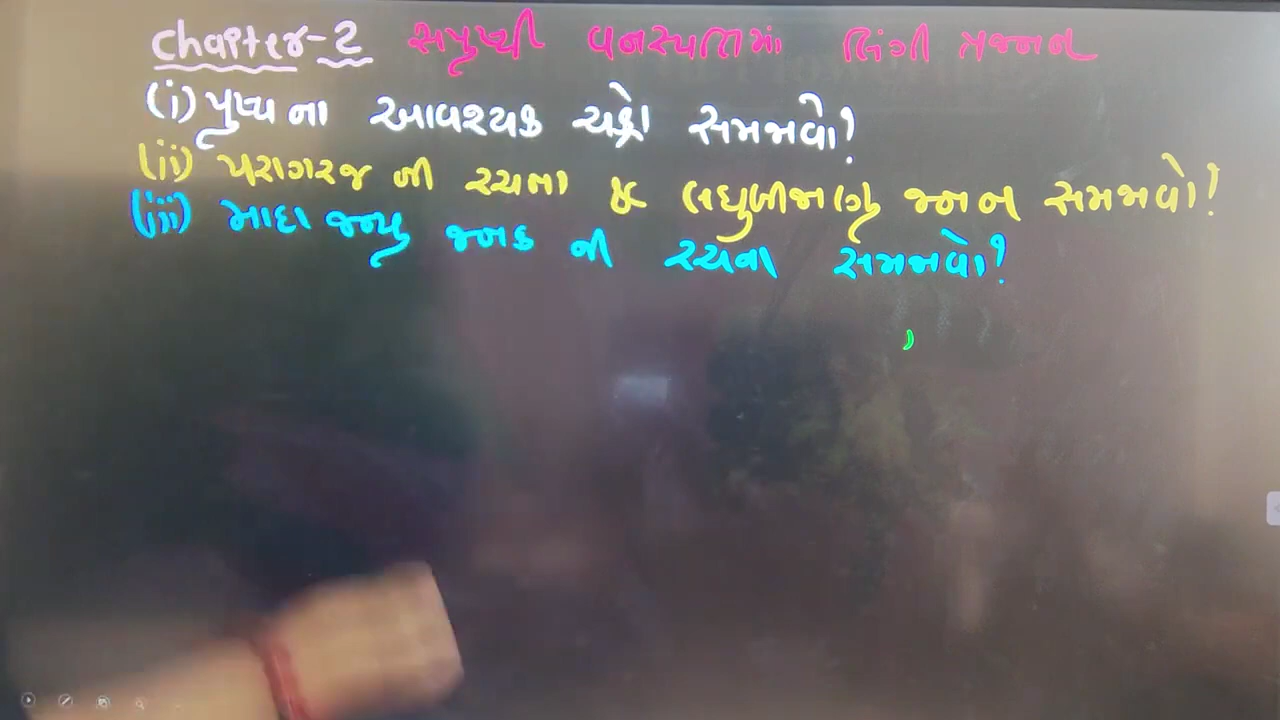 Chapter-2 સપુષ્પી વનસ્પતિમાં લિંગી પ્રજનન
(i) પુષ્પના આવશ્યક ચક્રો સમજાવો?
(ii) પરાગરજ ની રચના & લઘુબીજાણુ જનન સમજાવો?
(iii) માદા જન્યુ જનક ની રચના સમજાવો?